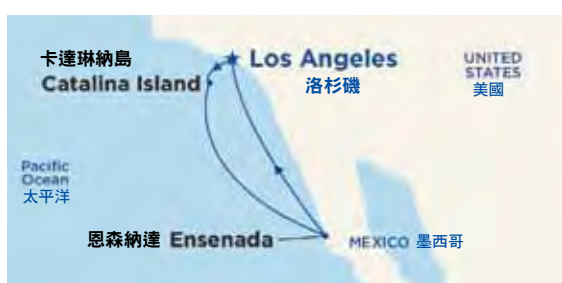 卡達琳納島
Catalina Island
Los Angeles
洛杉磯
UNITED
STATES
美國
Pacific
Ocean
太平洋
恩森納達 Ensenada
MEXICO 墨西哥